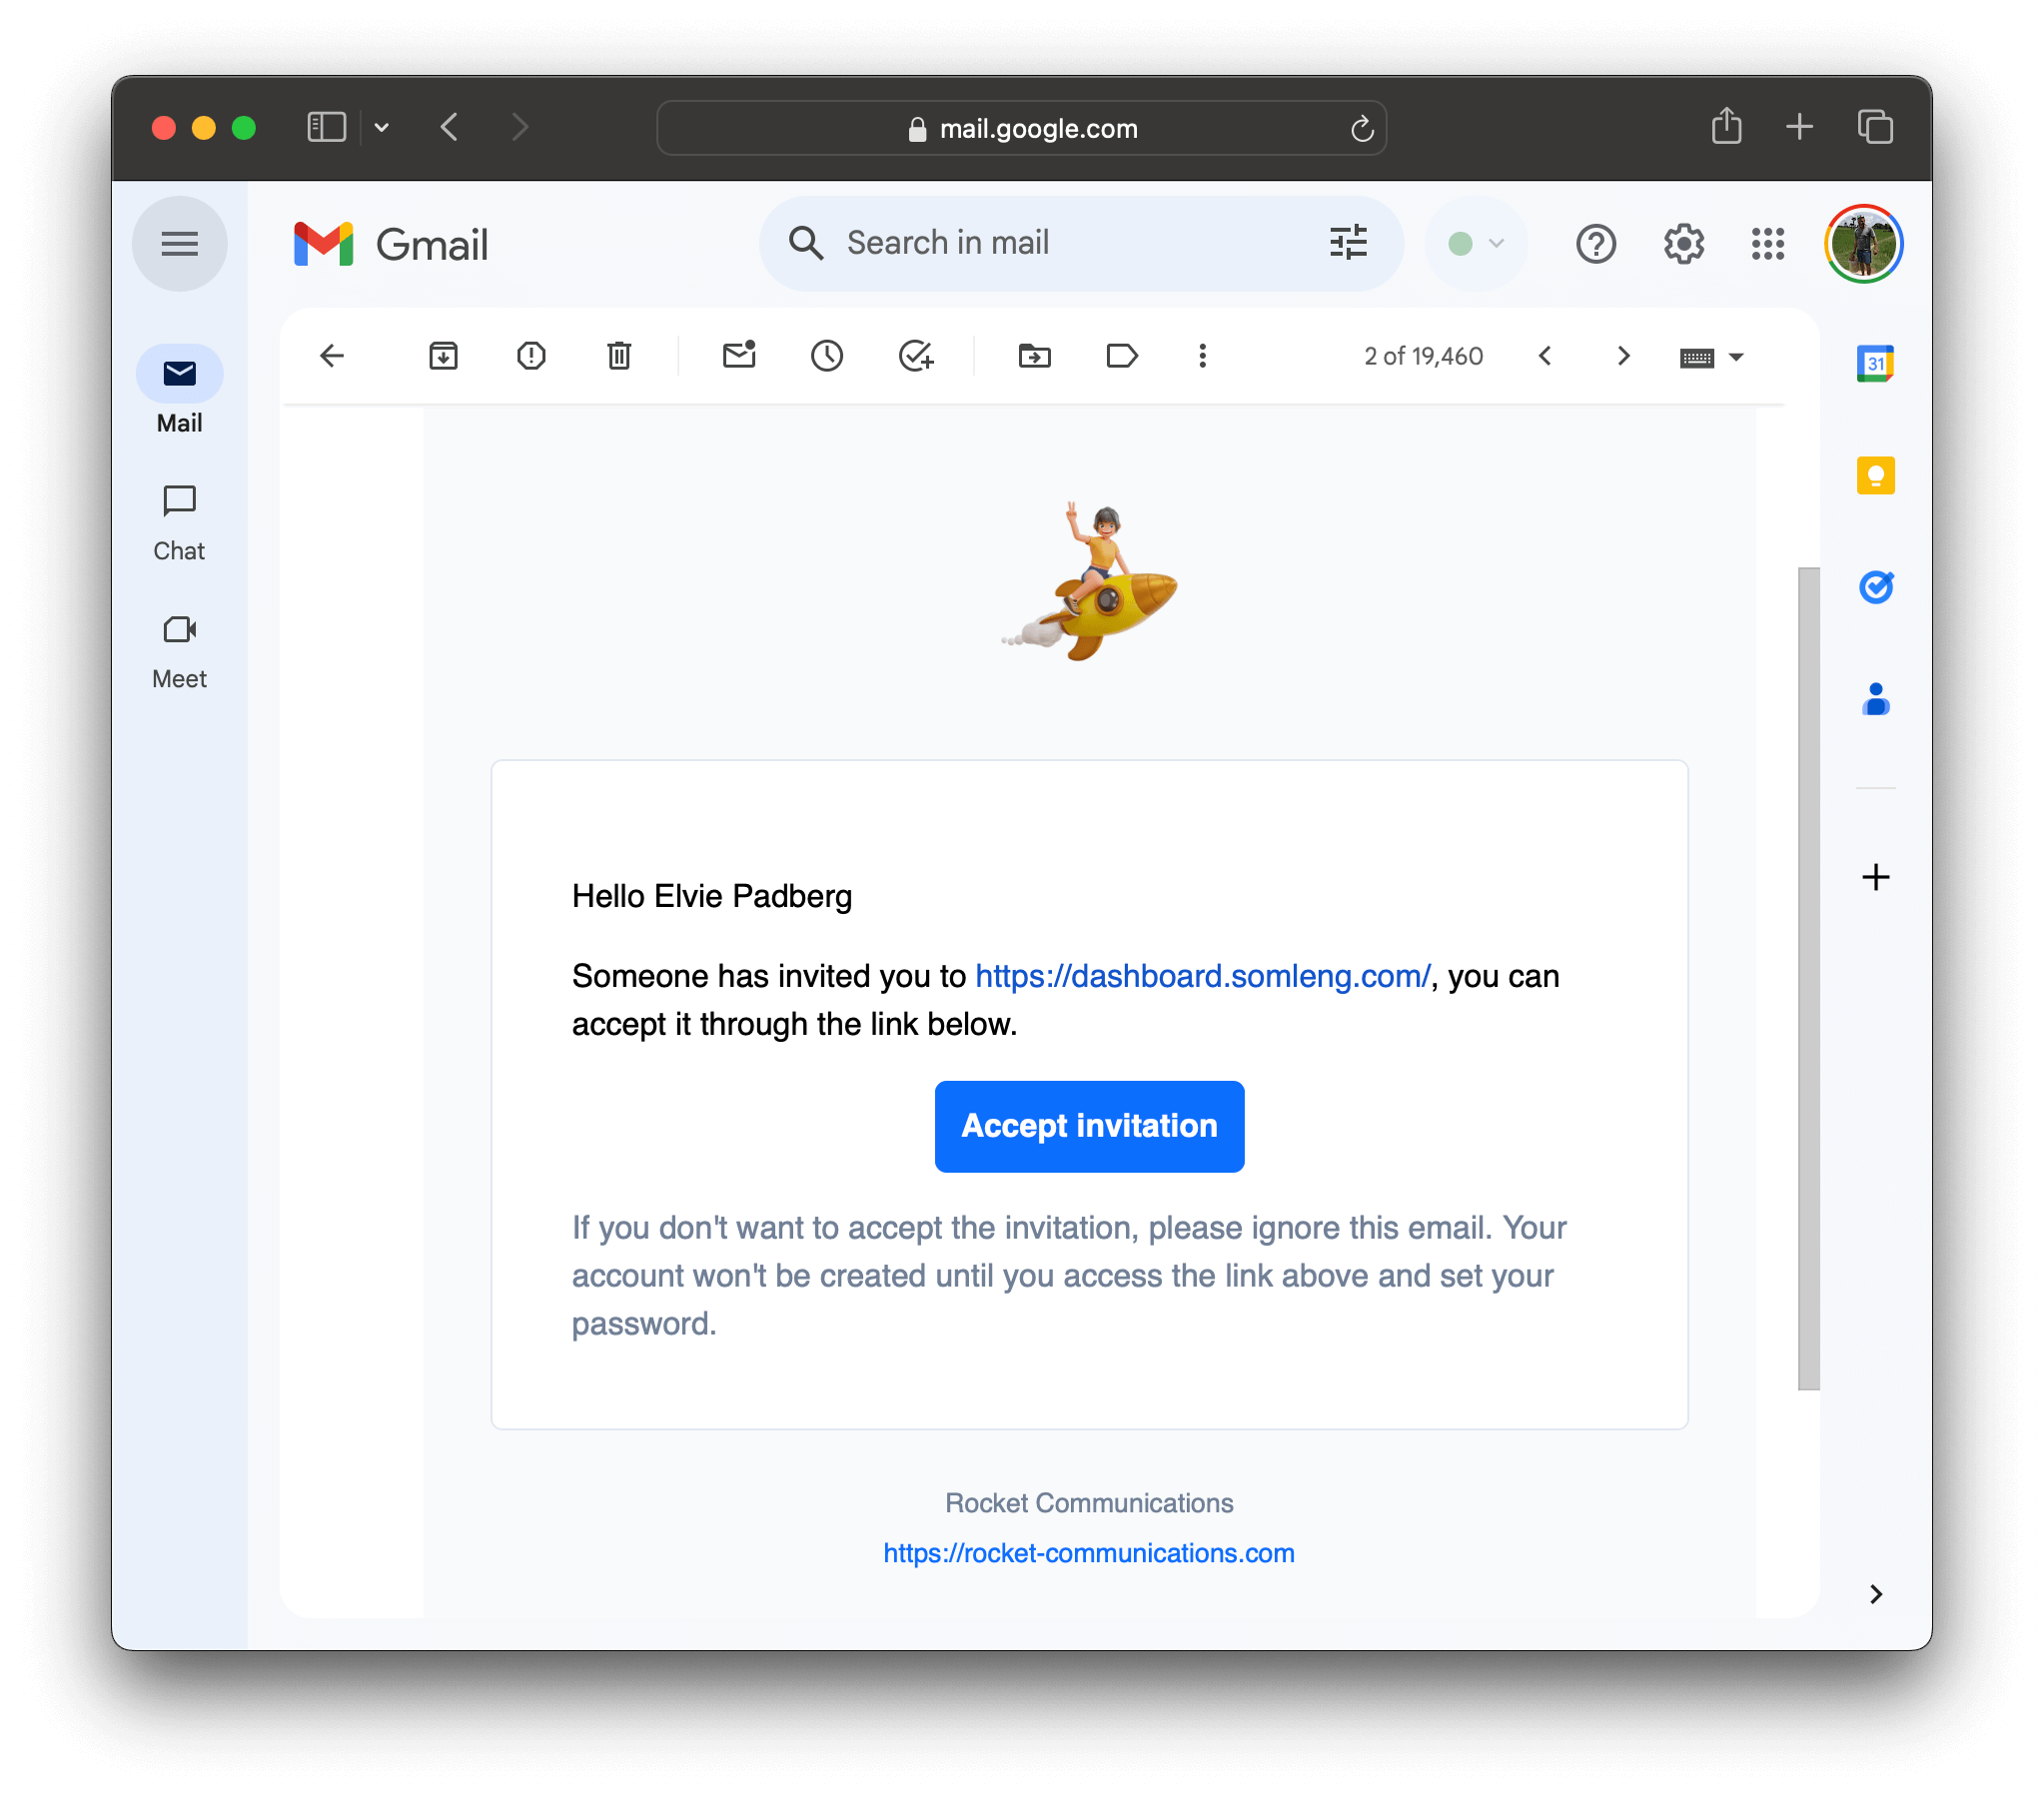 mail.google.com
Gmail
Search in mail
2 of 19,460
31
Mail
Chat
Meet
Hello Elvie Padberg
Someone has invited you to https://dashboard.somleng.com/, you can
accept it through the link below.
Accept invitation
If you don't want to accept the invitation, please ignore this email. Your
account won't be created until you access the link above and set your
password.
Rocket Communications
https://rocket-communications.com